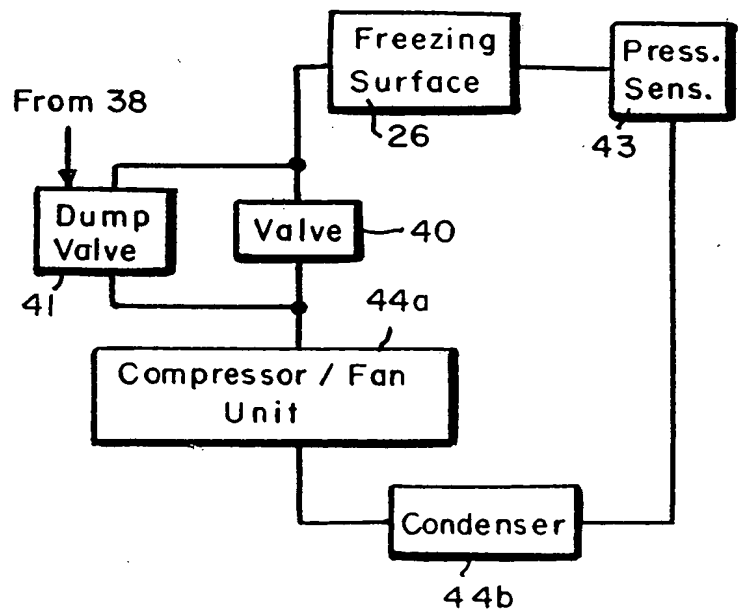 Freezing
Surface
26
Press.
Sens.
43
From 38
Dump
Valve
41
Valve
40
44a
Compressor / Fan
Unit
Condenser
44b